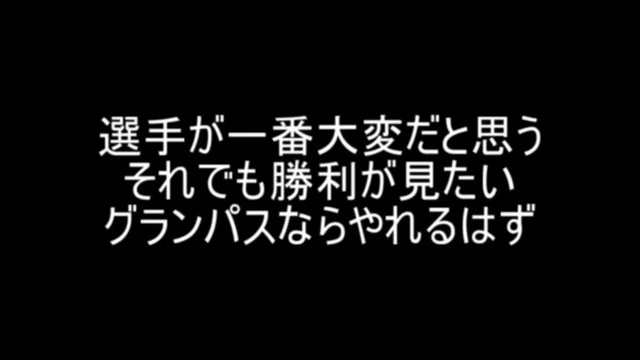 選手が一番大変だと思う
それでも勝利が見たい
グランパスならやれるはず